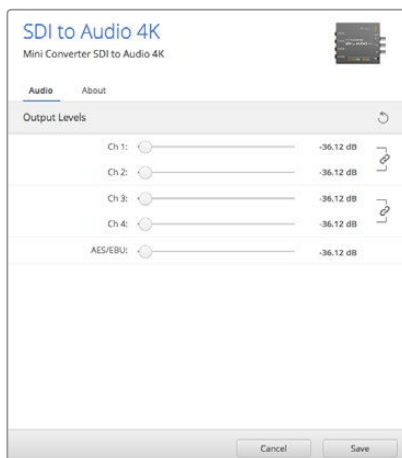 SDI to Audio 4K
Mini Converter SDI to Audio 4K
Audio About
Output Levels
Ch 1: -36.12 dB
Ch 2: -36.12 dB
Ch 3: -36.12 dB
Ch 4: -36.12 dB
AES/EBU: -36.12 dB
Cancel Save